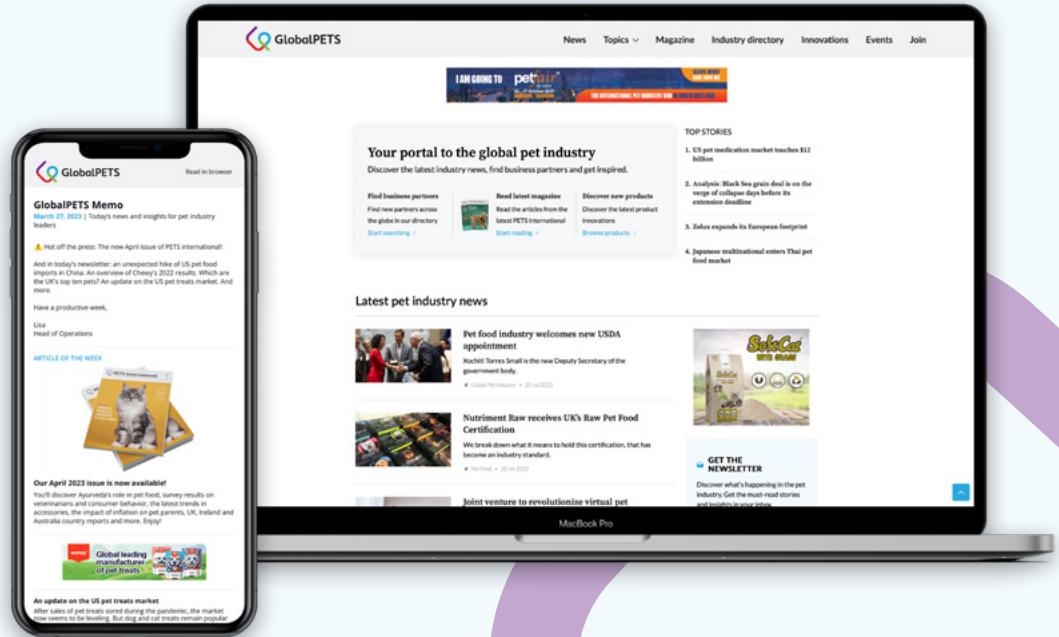 GlobalPETS
News Topics Magazine Industry directory Innovations Events Join
I AM GOING TO petfair
THE INTERNATIONAL PET INDUSTRY HUB IN SOUTH EAST ASIA
Your portal to the global pet industry
Discover the latest industry news, find business partners and get inspired.
Find business partners
Find new partners across
the globe in our directory
Start searching >
Read latest magazine
Read the articles from the
latest PETS International
Start reading >
Discover new products
Discover the latest product
innovations
Browse products >
TOP STORIES
1. US pet medication market touches $12
billion
2. Analysis: Black Sea grain deal is on the
verge of collapse days before its
extension deadline
3. Zolux expands its European footprint
4. Japanese multinational enters Thai pet
food market
Latest pet industry news
Pet food industry welcomes new USDA
appointment
Xochitl Torres Small is the new Deputy Secretary of the
government body.
# Global Pet Industry • 20 Jul 2023
Nutriment Raw receives UK's Raw Pet Food
Certification
We break down what it means to hold this certification, that has
become an industry standard.
# Pet Food • 20 Jul 2023
Joint venture to revolutionize virtual pet
SoksCat
WITH GRASS
GET THE
NEWSLETTER
Discover what's happening in the pet
industry. Get the must-read stories
and insights in your inbox.
MacBook Pro
GlobalPETS
Read in browser
GlobalPETS Memo
March 27, 2023 | Today's news and insights for pet industry
leaders
⚠️ Hot off the press: The new April issue of PETS international!
And in today's newsletter: an unexpected hike of US pet food
imports in China. An overview of Chewy's 2022 results. Which are
the UK's top ten pets? An update on the US pet treats market. And
more.
Have a productive week,
Lisa
Head of Operations
ARTICLE OF THE WEEK
PETS International
Our April 2023 issue is now available!
You'll discover Ayurveda's role in pet food, survey results on
veterinarians and consumer behavior, the latest trends in
accessories, the impact of inflation on pet parents, UK, Ireland and
Australia country reports and more. Enjoy!
Global leading
manufacturer
of pet treats
An update on the US pet treats market
After sales of pet treats sored during the pandemic, the market
now seems to be leveling. But dog and cat treats remain popular